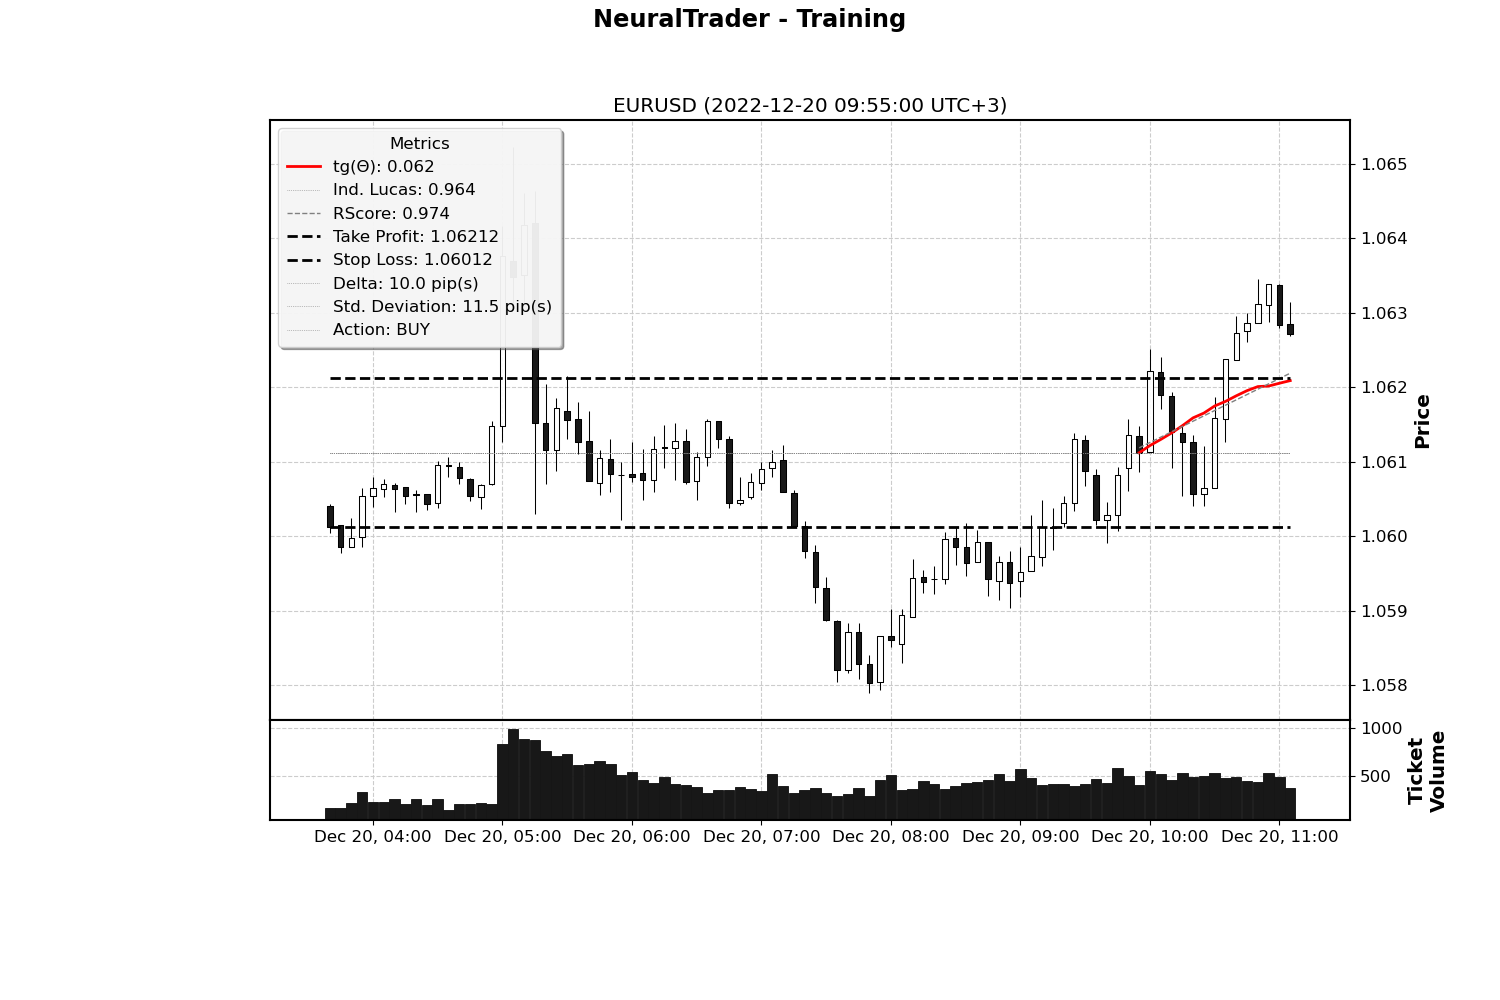 NeuralTrader - Training
EURUSD (2022-12-20 09:55:00 UTC+3)
Metrics
tg(Θ): 0.062
Ind. Lucas: 0.964
RScore: 0.974
Take Profit: 1.06212
Stop Loss: 1.06012
Delta: 10.0 pip(s)
Std. Deviation: 11.5 pip(s)
Action: BUY
1.065
1.064
1.063
1.062
1.061
1.060
1.059
1.058
Price
1000
500
Ticket
Volume
Dec 20, 04:00 Dec 20, 05:00 Dec 20, 06:00 Dec 20, 07:00 Dec 20, 08:00 Dec 20, 09:00 Dec 20, 10:00 Dec 20, 11:00